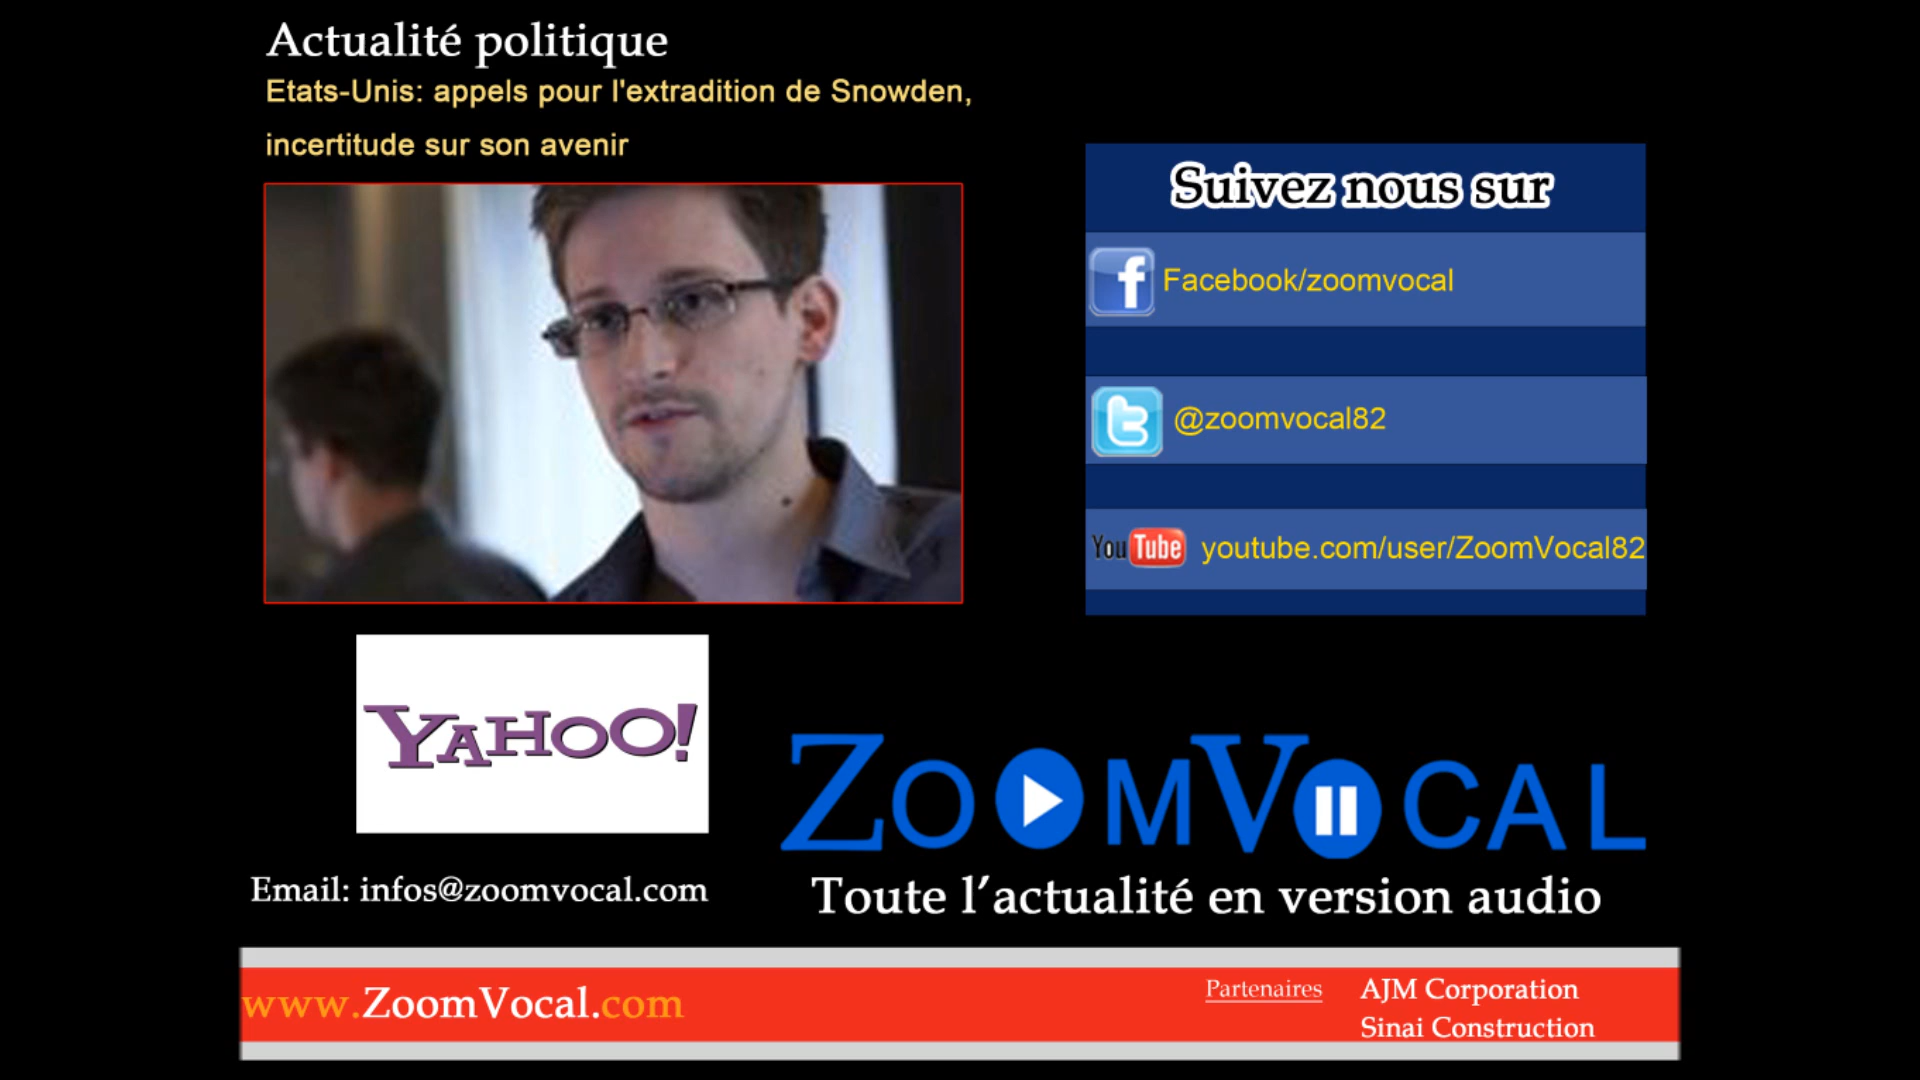 Actualité politique
Etats-Unis: appels pour l'extradition de Snowden,
incertitude sur son avenir
Suivez nous sur
f Facebook/zoomvocal
t @zoomvocal82
YouTube youtube.com/user/ZoomVocal82
YAHOO!
ZOOMVOCAL
Email: infos@zoomvocal.com
Toute l’actualité en version audio
www.ZoomVocal.com
Partenaires AJM Corporation
Sinai Construction